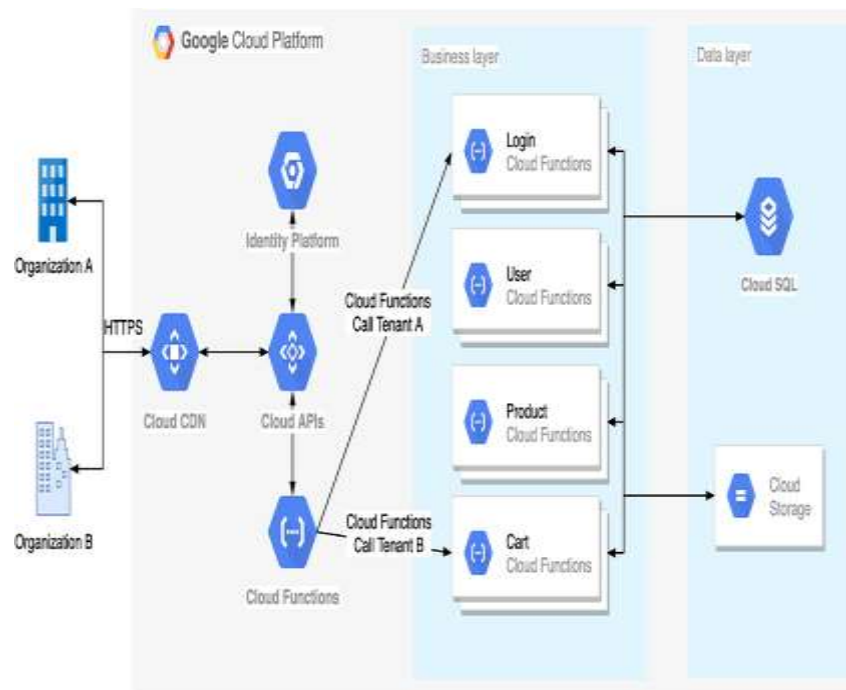 Google Cloud Platform
Business layer
Data layer
Login
Cloud Functions
Identity Platform
Organization A
User
Cloud Functions
Cloud SQL
Cloud Functions
Call Tenant A
HTTPS
Cloud CDN
Cloud APIs
Product
Cloud Functions
Cloud
Storage
Organization B
Cloud Functions
Call Tenant B
Cart
Cloud Functions
Cloud Functions